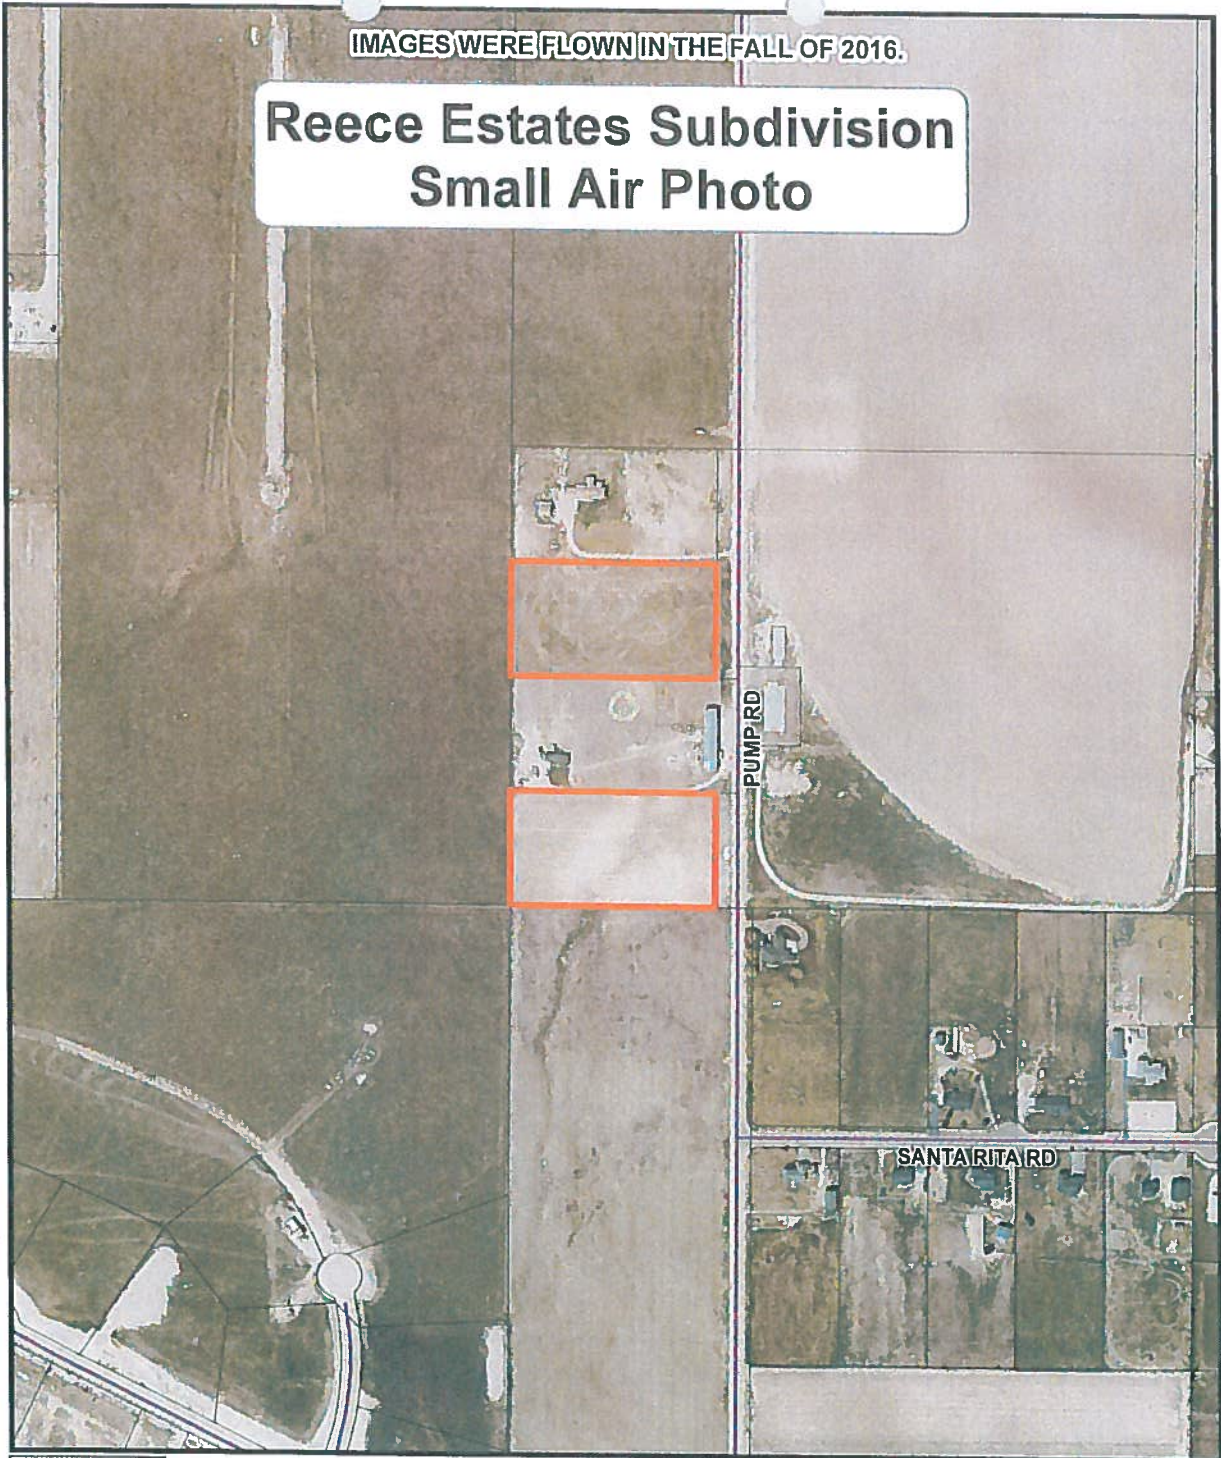 IMAGES WERE FLOWN IN THE FALL OF 2016.
Reece Estates Subdivision
Small Air Photo
PUMP RD
SANTA RITA RD